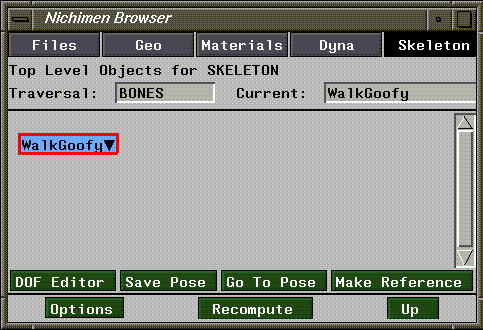 Nichimen Browser
Files Geo Materials Dyna Skeleton
Top Level Objects for SKELETON
Traversal: BONES Current: WalkGoofy
WalkGoofy▼
DOF Editor Save Pose Go To Pose Make Reference
Options Recompute Up